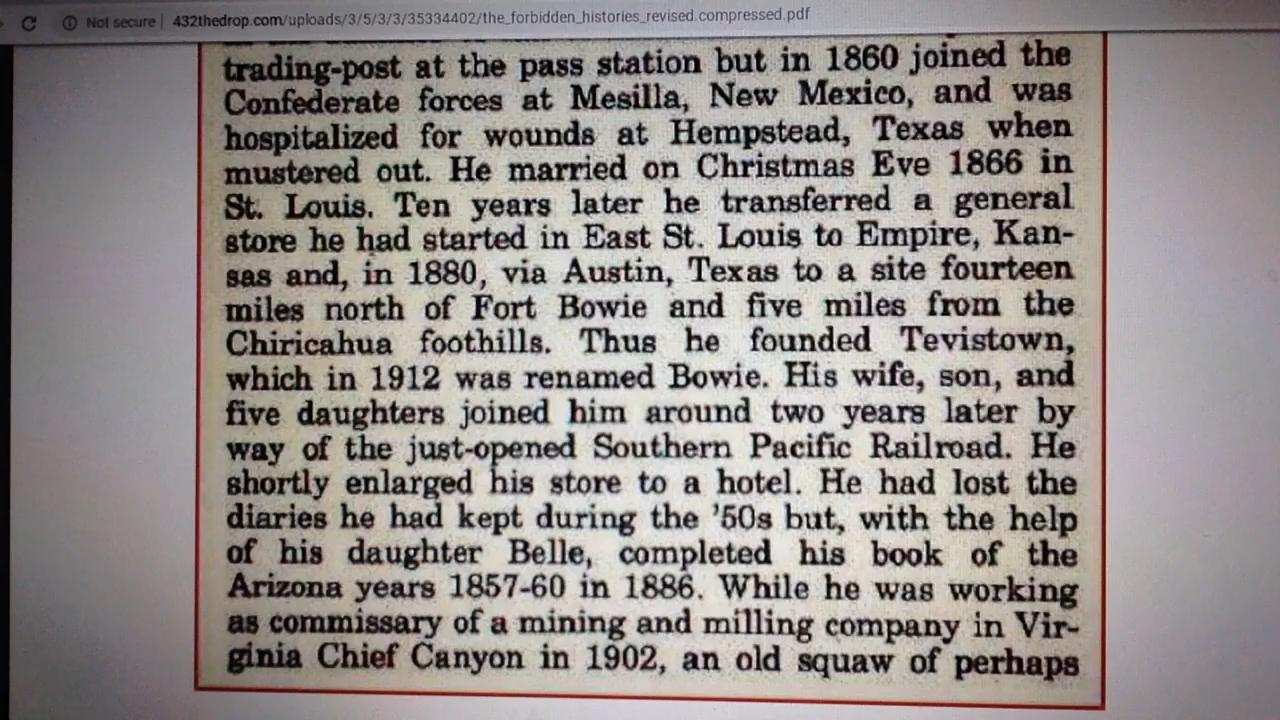 Not secure 432thedrop.com/uploads/3/5/3/3/35334402/the_forbidden_histories_revised.compressed.pdf
trading-post at the pass station but in 1860 joined the
Confederate forces at Mesilla, New Mexico, and was
hospitalized for wounds at Hempstead, Texas when
mustered out. He married on Christmas Eve 1866 in
St. Louis. Ten years later he transferred a general
store he had started in East St. Louis to Empire, Kan-
sas and, in 1880, via Austin, Texas to a site fourteen
miles north of Fort Bowie and five miles from the
Chiricahua foothills. Thus he founded Tevistown,
which in 1912 was renamed Bowie. His wife, son, and
five daughters joined him around two years later by
way of the just-opened Southern Pacific Railroad. He
shortly enlarged his store to a hotel. He had lost the
diaries he had kept during the '50s but, with the help
of his daughter Belle, completed his book of the
Arizona years 1857-60 in 1886. While he was working
as commissary of a mining and milling company in Vir-
ginia Chief Canyon in 1902, an old squaw of perhaps